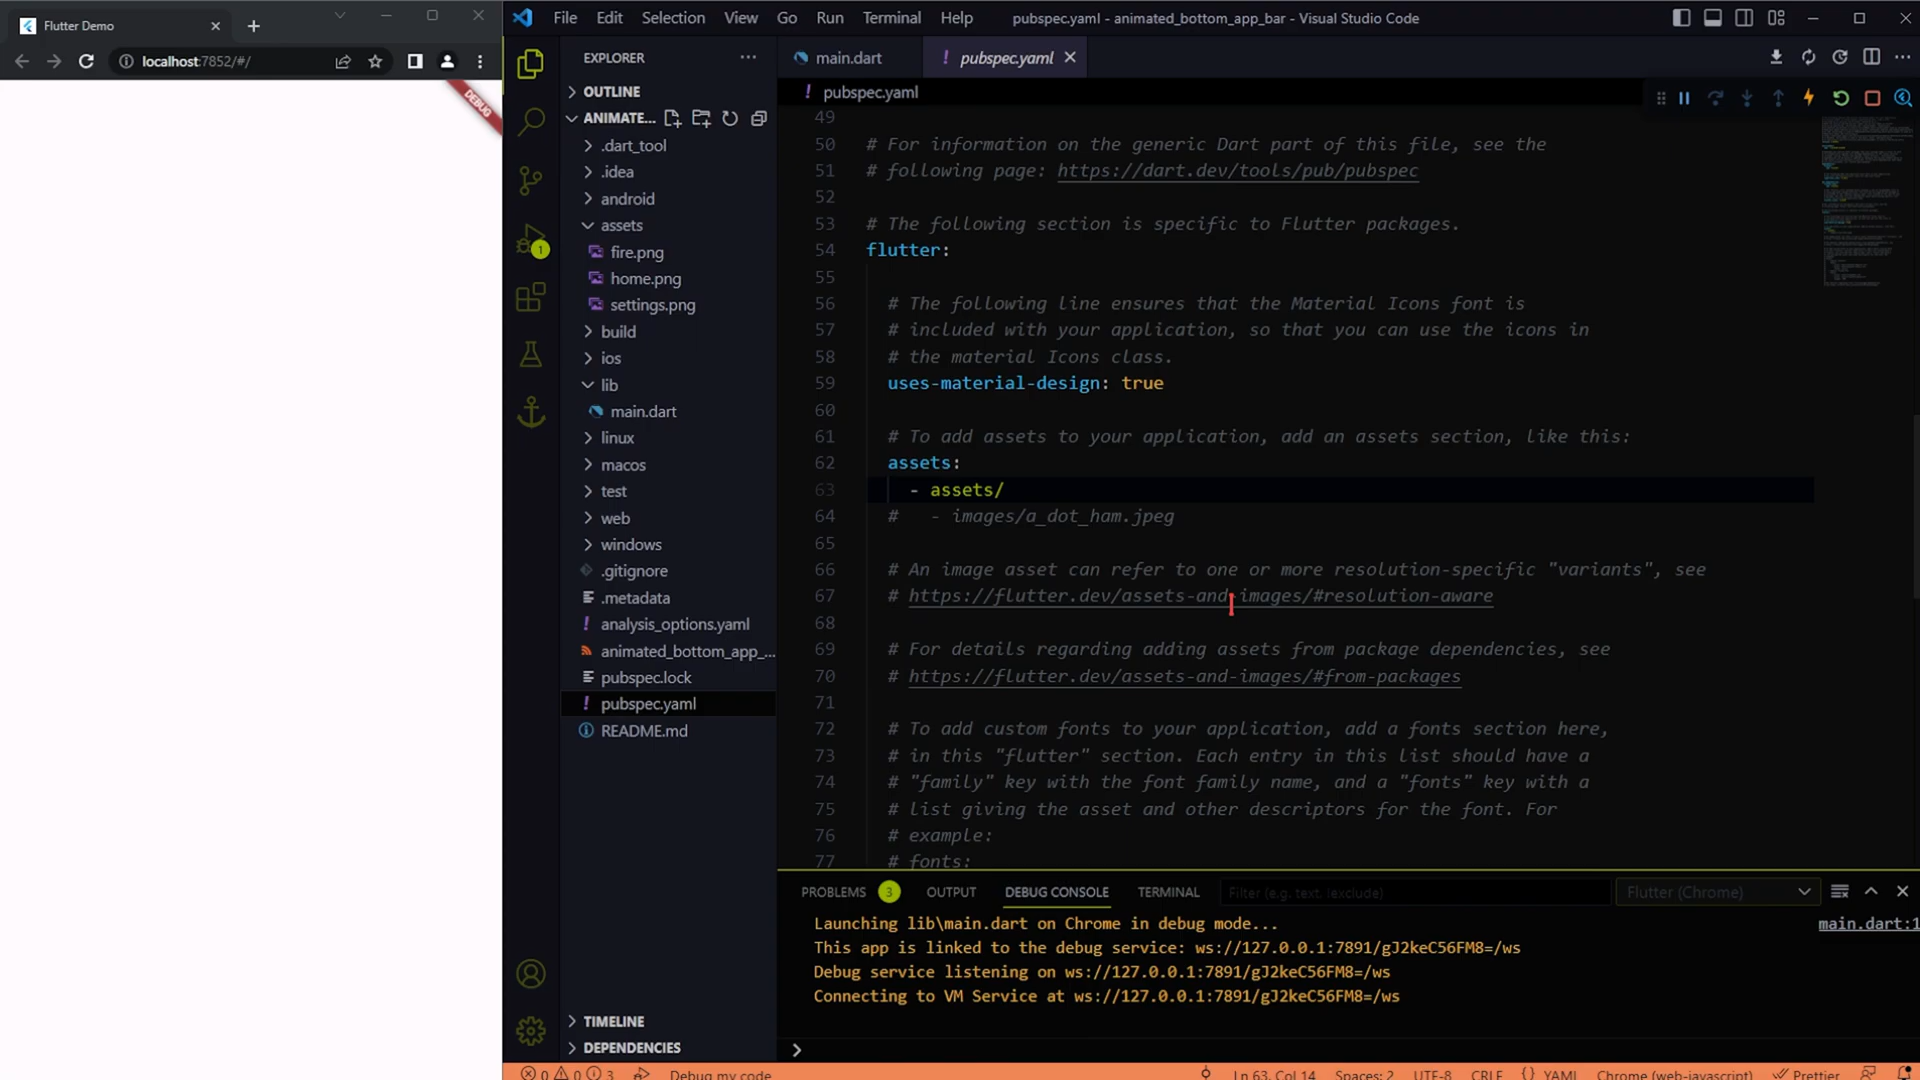 Flutter Demo
localhost:7852/#/
DEBUG
File Edit Selection View Go Run Terminal Help
pubspec.yaml - animated_bottom_app_bar - Visual Studio Code
EXPLORER
OUTLINE
ANIMATE...
.dart_tool
.idea
android
assets
fire.png
home.png
settings.png
build
ios
lib
main.dart
linux
macos
test
web
windows
.gitignore
.metadata
analysis_options.yaml
animated_bottom_app_...
pubspec.lock
pubspec.yaml
README.md
TIMELINE
DEPENDENCIES
1
main.dart
! pubspec.yaml
! pubspec.yaml
49
50 # For information on the generic Dart part of this file, see the
51 # following page: https://dart.dev/tools/pub/pubspec
52
53 # The following section is specific to Flutter packages.
54 flutter:
55
56 # The following line ensures that the Material Icons font is
57 # included with your application, so that you can use the icons in
58 # the material Icons class.
59 uses-material-design: true
60
61 # To add assets to your application, add an assets section, like this:
62 assets:
63 - assets/
64 # - images/a_dot_ham.jpeg
65
66 # An image asset can refer to one or more resolution-specific "variants", see
67 # https://flutter.dev/assets-and-images/#resolution-aware
68
69 # For details regarding adding assets from package dependencies, see
70 # https://flutter.dev/assets-and-images/#from-packages
71
72 # To add custom fonts to your application, add a fonts section here,
73 # in this "flutter" section. Each entry in this list should have a
74 # "family" key with the font family name, and a "fonts" key with a
75 # list giving the asset and other descriptors for the font. For
76 # example:
77 # fonts:
PROBLEMS 3 OUTPUT DEBUG CONSOLE TERMINAL Filter (e.g. text, !exclude) Flutter (Chrome)
Launching lib\main.dart on Chrome in debug mode...
main.dart:1
This app is linked to the debug service: ws://127.0.0.1:7891/gJ2keC56FM8=/ws
Debug service listening on ws://127.0.0.1:7891/gJ2keC56FM8=/ws
Connecting to VM Service at ws://127.0.0.1:7891/gJ2keC56FM8=/ws
0 0 3 Debug my code Ln 63, Col 14 Spaces: 2 UTF-8 CRLF {} YAML Chrome (web-javascript) Prettier